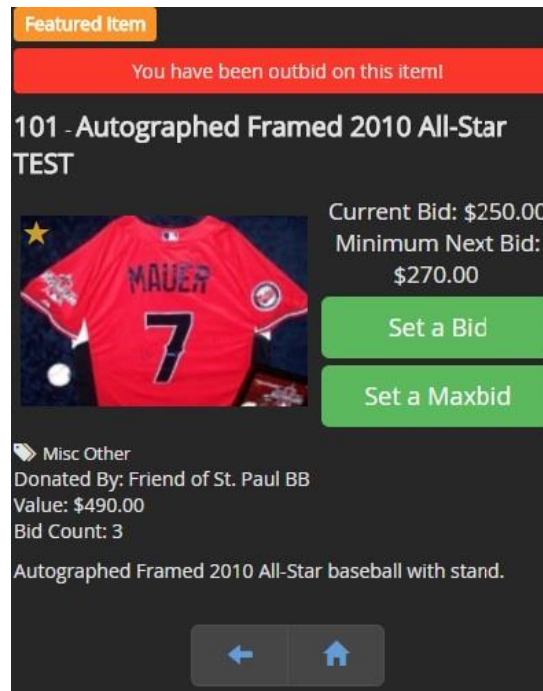 Featured Item
You have been outbid on this item!
101 - Autographed Framed 2010 All-Star
TEST
Current Bid: $250.00
Minimum Next Bid:
$270.00
MAUER
7
Set a Bid
Set a Maxbid
Misc Other
Donated By: Friend of St. Paul BB
Value: $490.00
Bid Count: 3
Autographed Framed 2010 All-Star baseball with stand.